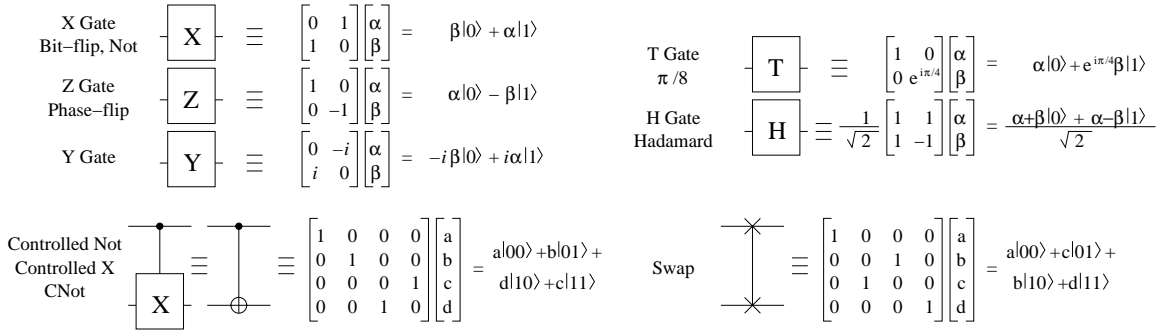 X Gate
Bit−flip, Not
X ≡ [0 1 1 0] [α β] = β|0⟩ + α|1⟩
Z Gate
Phase−flip
Z ≡ [1 0 0 −1] [α β] = α|0⟩ − β|1⟩
Y Gate
Y ≡ [0 −i i 0] [α β] = −iβ|0⟩ + iα|1⟩
T Gate
π /8
T ≡ [1 0 0 e^{iπ/4}] [α β] = α|0⟩ + e^{iπ/4}β|1⟩
H Gate
Hadamard
H ≡ 1/√2 [1 1 1 −1] [α β] = α+β|0⟩ + α−β|1⟩ / √2
Controlled Not
Controlled X
CNot
X ≡ ≡
1 0 0 0 a
0 1 0 0 b
0 0 0 1 c
0 0 1 0 d
= a|00⟩ +b|01⟩ +
d|10⟩ +c|11⟩
Swap
≡
1 0 0 0 a
0 0 1 0 b
0 1 0 0 c
0 0 0 1 d
= a|00⟩ +c|01⟩ +
b|10⟩ +d|11⟩